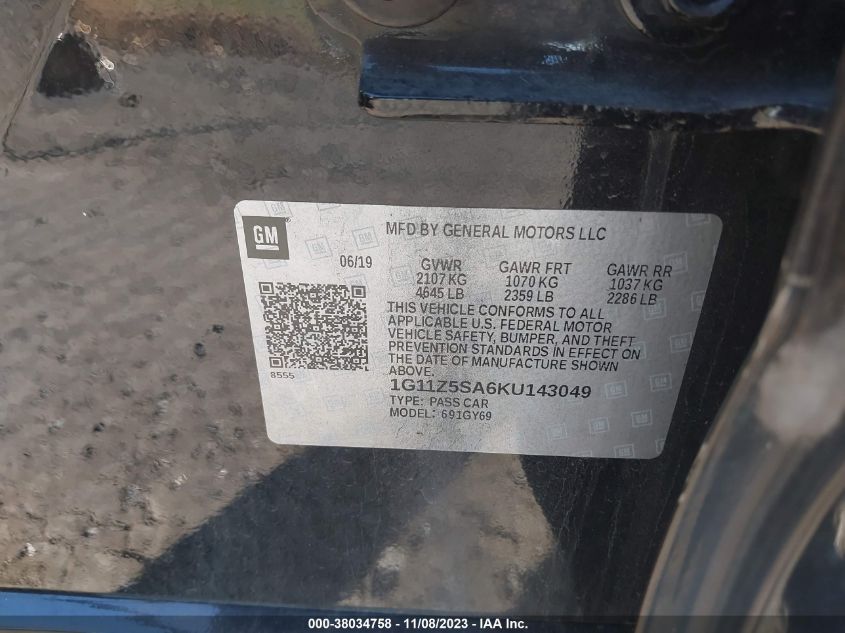 GM
MFD BY GENERAL MOTORS LLC
06/19 GVWR GAWR FRT GAWR RR
2107 KG 1070 KG 1037 KG
4645 LB 2359 LB 2286 LB
THIS VEHICLE CONFORMS TO ALL
APPLICABLE U.S. FEDERAL MOTOR
VEHICLE SAFETY, BUMPER, AND THEFT
PREVENTION STANDARDS IN EFFECT ON
THE DATE OF MANUFACTURE SHOWN
ABOVE.
8555
1G11Z5SA6KU143049
TYPE: PASS CAR
MODEL: 691GY69
000-38034758 - 11/08/2023 - IAA Inc.